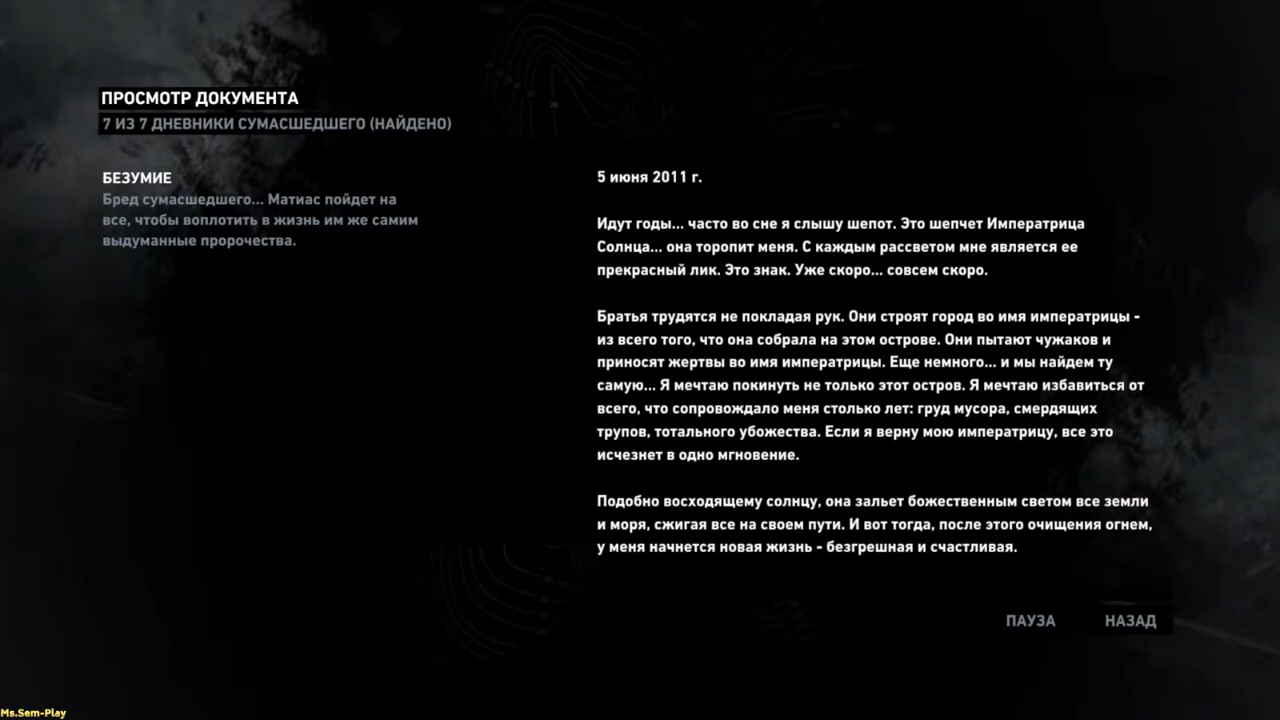 ПРОСМОТР ДОКУМЕНТА
7 ИЗ 7 ДНЕВНИКИ СУМАСШЕДШЕГО (НАЙДЕНО)
БЕЗУМИЕ
Бред сумасшедшего... Матиас пойдет на
все, чтобы воплотить в жизнь им же самим
выдуманные пророчества.
5 июня 2011 г.
Идут годы... часто во сне я слышу шепот. Это шепчет Императрица
Солнца... она торопит меня. С каждым рассветом мне является ее
прекрасный лик. Это знак. Уже скоро... совсем скоро.
Братья трудятся не покладая рук. Они строят город во имя императрицы -
из всего того, что она собрала на этом острове. Они пытают чужаков и
приносят жертвы во имя императрицы. Еще немного... и мы найдем ту
самую... Я мечтаю покинуть не только этот остров. Я мечтаю избавиться от
всего, что сопровождало меня столько лет: груд мусора, смердящих
трупов, тотального убожества. Если я верну мою императрицу, все это
исчезнет в одно мгновение.
Подобно восходящему солнцу, она зальет божественным светом все земли
и моря, сжигая все на своем пути. И вот тогда, после этого очищения огнем,
у меня начнется новая жизнь - безгрешная и счастливая.
ПАУЗА
НАЗАД
Ms.Sem-Play